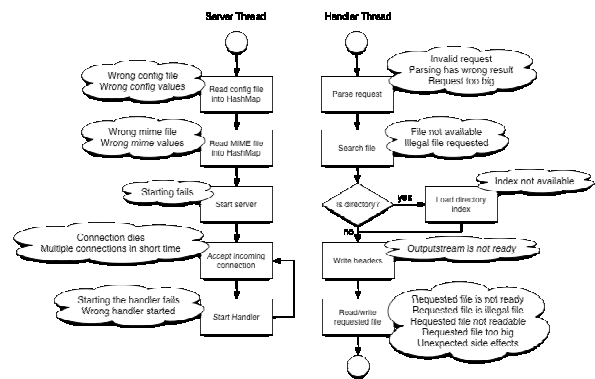 Server Thread
Handler Thread
Wrong config file
Wrong config values
Read config file
into HashMap
Wrong mime file
Wrong mime values
Read MIME file
into HashMap
Starting fails
Start server
Connection dies
Multiple connections in short time
Accept incoming
connection
Starting the handler fails
Wrong handler started
Start Handler
Invalid request
Parsing has wrong result
Request too big
Parse request
File not available
Illegal file requested
Search file
Index not available
Is directory?
yes
Load directory
index
no
Outputstream is not ready
Write headers
Requested file is not ready
Requested file is illegal file
Requested file not readable
Requested file too big
Unexpected side effects
Read/write
requested file